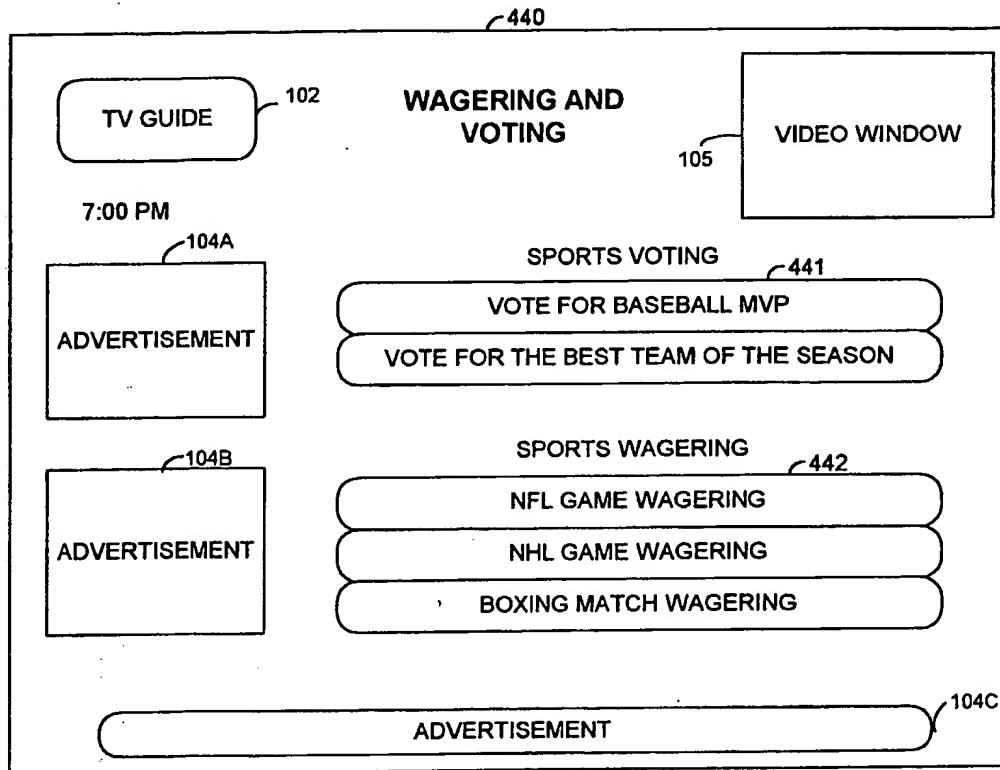 440
TV GUIDE
102
WAGERING AND
VOTING
105
VIDEO WINDOW
7:00 PM
104A
ADVERTISEMENT
SPORTS VOTING
441
VOTE FOR BASEBALL MVP
VOTE FOR THE BEST TEAM OF THE SEASON
104B
ADVERTISEMENT
SPORTS WAGERING
442
NFL GAME WAGERING
NHL GAME WAGERING
BOXING MATCH WAGERING
ADVERTISEMENT
104C